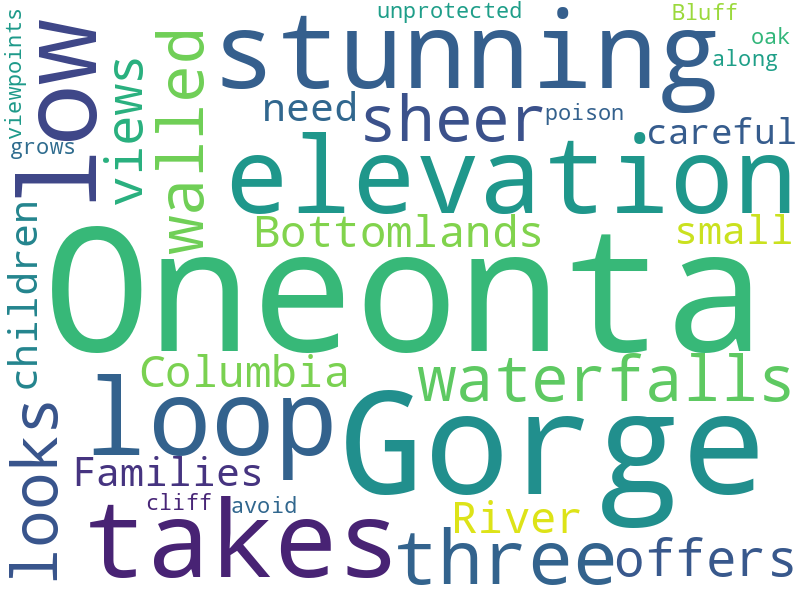 viewpoints
low
views
walled
unprotected
Bluff
stunning
oak
along
need
sheer
poison
careful
grows
elevation
children
Bottomlands
small
Oneonta
Columbia
waterfalls
loop
Gorge
looks
Families
cliff
avoid
River
takes
three
offers